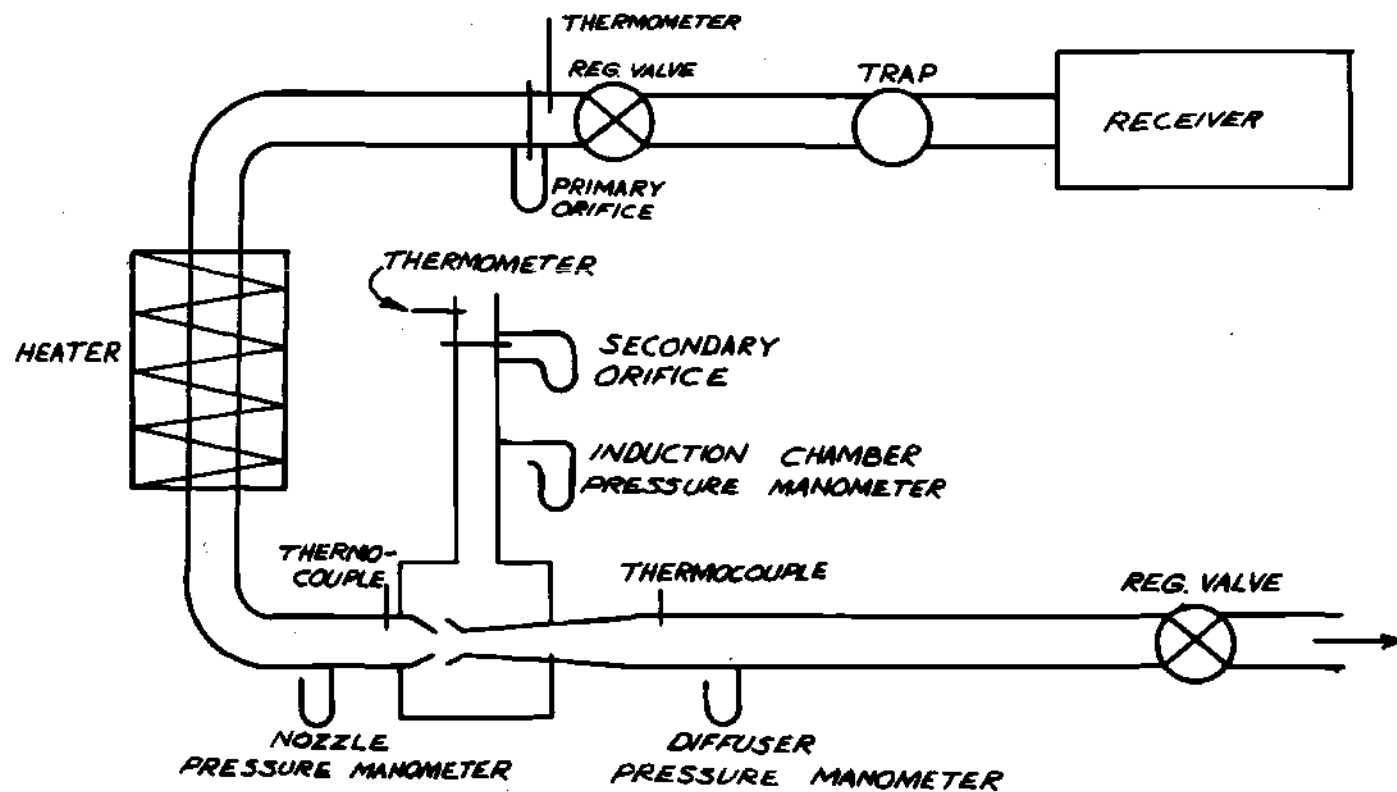 THERMOMETER
REG. VALVE
TRAP
RECEIVER
PRIMARY
ORIFICE
THERMOMETER
HEATER
SECONDARY
ORIFICE
INDUCTION CHAMBER
PRESSURE MANOMETER
THERMO-
COUPLE
THERMOCOUPLE
REG. VALVE
NOZZLE
PRESSURE MANOMETER
DIFFUSER
PRESSURE MANOMETER